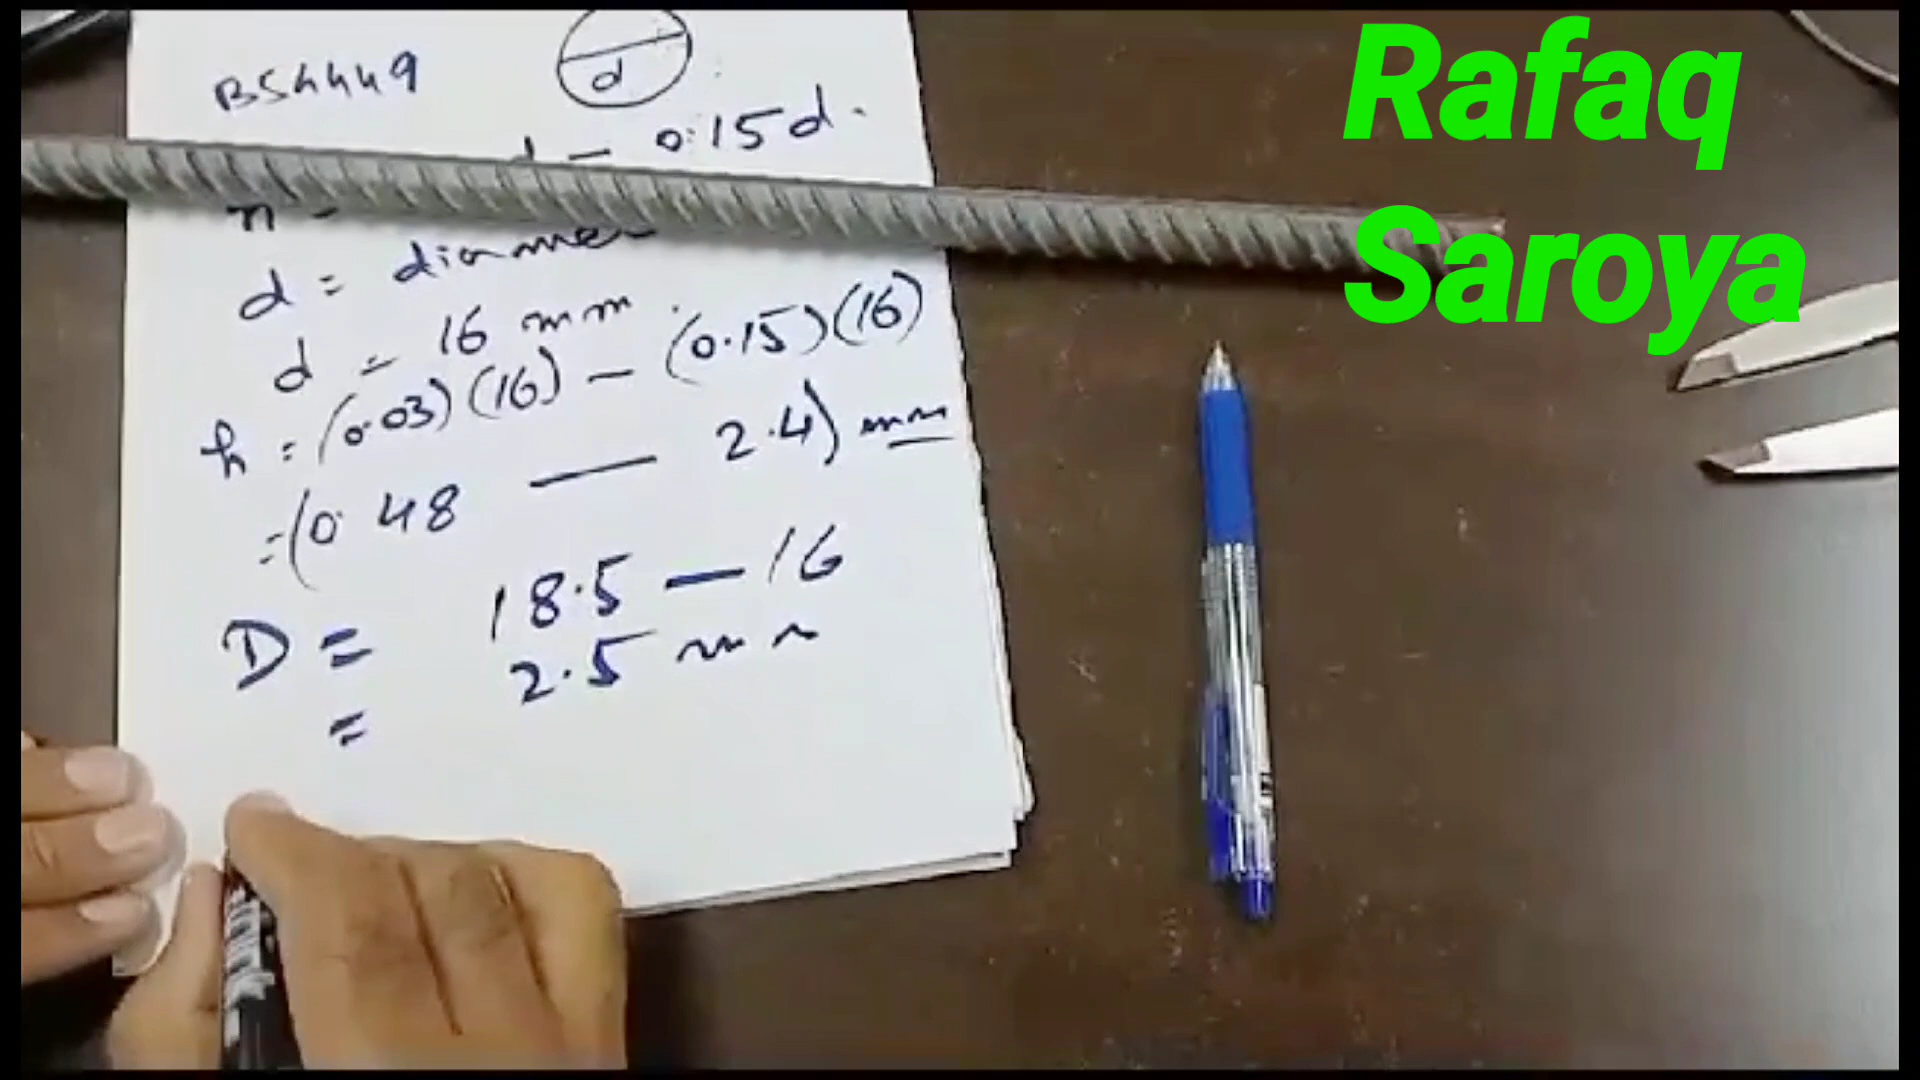 BS4449
d
— 0.15d.
d = diamme
d = 16 mm.
h = (0.03)(16) — (0.15)(16)
= (0.48 — 2.4) mm
D = 18.5 — 16
= 2.5 mm
Rafaq
Saroya